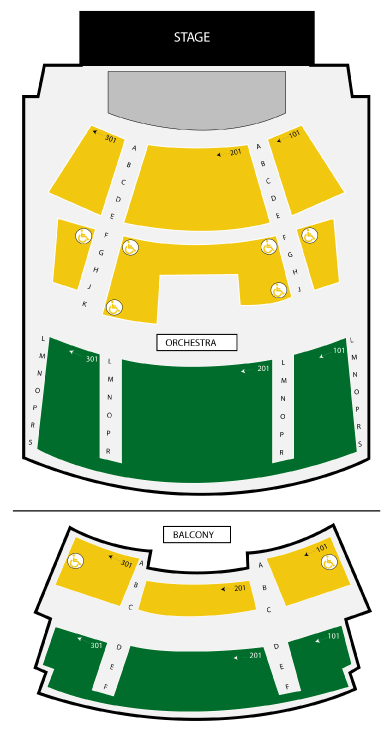 STAGE
301 201 101
A A
B B
C C
D D
E E
F F
G G
H H
J J
K
ORCHESTRA
L L
301 201 101
L L
M M M M
N N N N
O O O O
P P P P
R R R R
S S
BALCONY
301 201 101
A A
B B
C C
301 201 101
D D
E E
F F